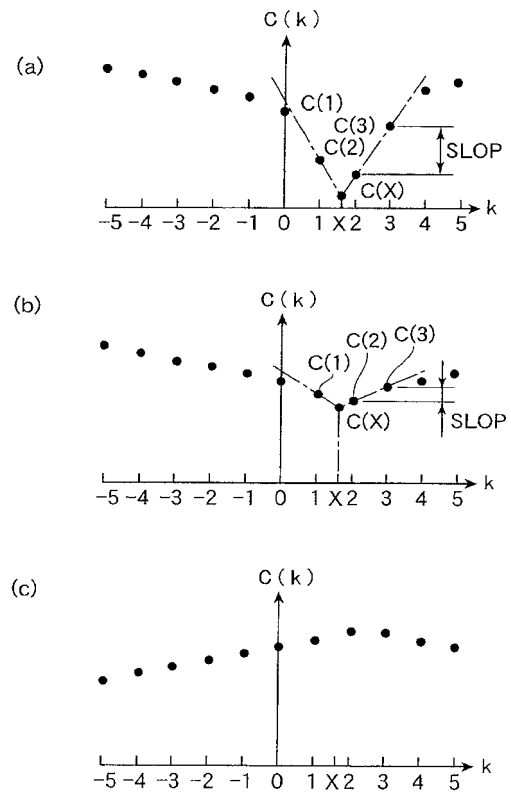 (a)
C(k)
C(1)
C(2)
C(3)
C(X)
SLOP
-5 -4 -3 -2 -1 0 1 X 2 3 4 5 k
(b)
C(k)
C(1)
C(2)
C(3)
C(X)
SLOP
-5 -4 -3 -2 -1 0 1 X 2 3 4 5 k
(c)
C(k)
-5 -4 -3 -2 -1 0 1 X 2 3 4 5 k